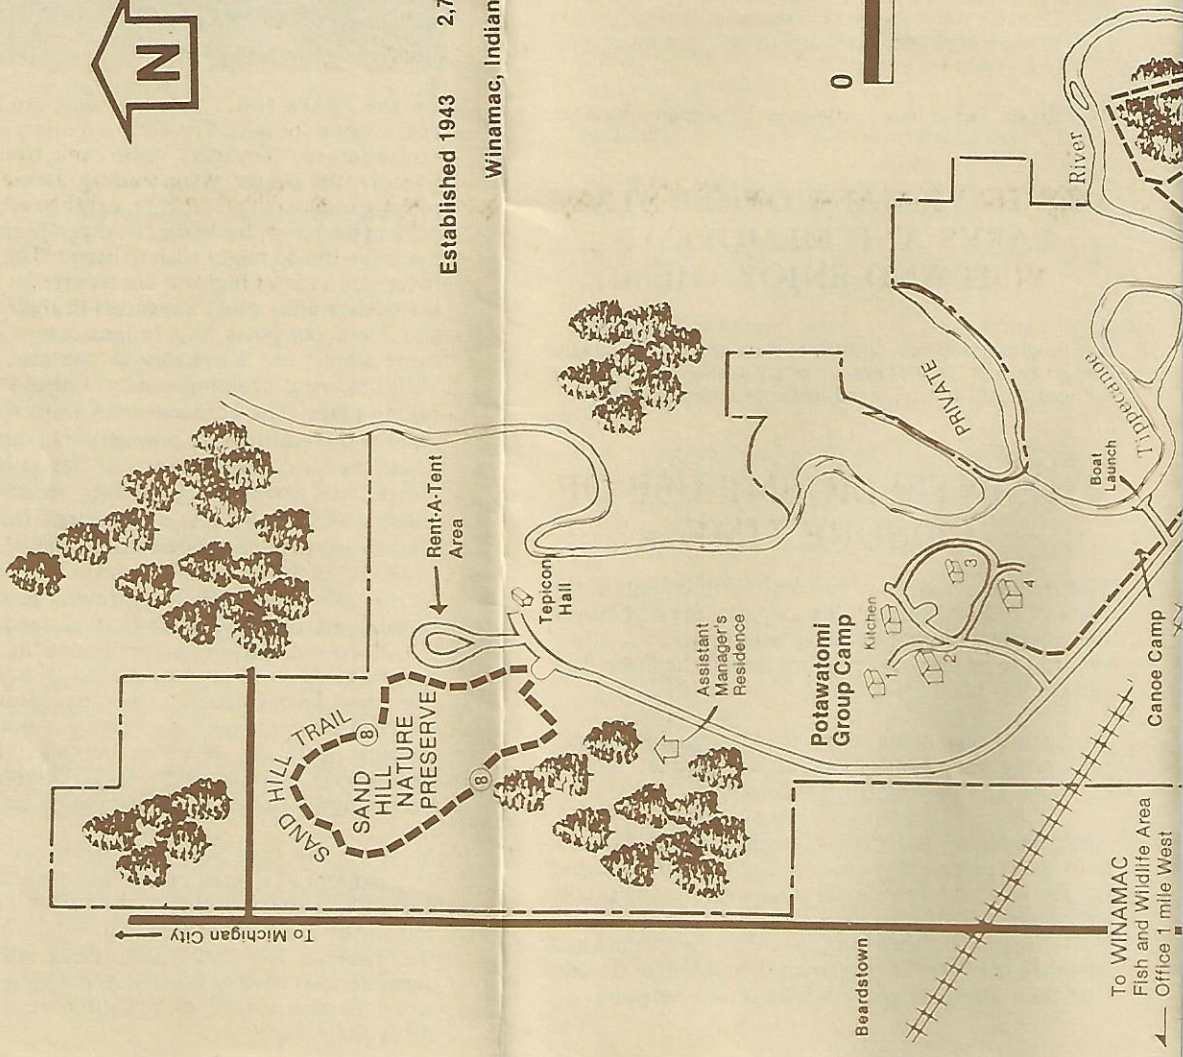 N
Established 1943
2,7
Winamac, Indian
0
River
PRIVATE
Tippecanoe
Boat
Launch
Rent-A-Tent
Area
Tepicon
Hall
Assistant
Manager's
Residence
Potawatomi
Group Camp
Kitchen
1
2
3
4
Canoe Camp
SAND HILL TRAIL
8
SAND
HILL
NATURE
PRESERVE
8
To Michigan City
Beardstown
To WINAMAC
Fish and Wildlife Area
Office 1 mile West